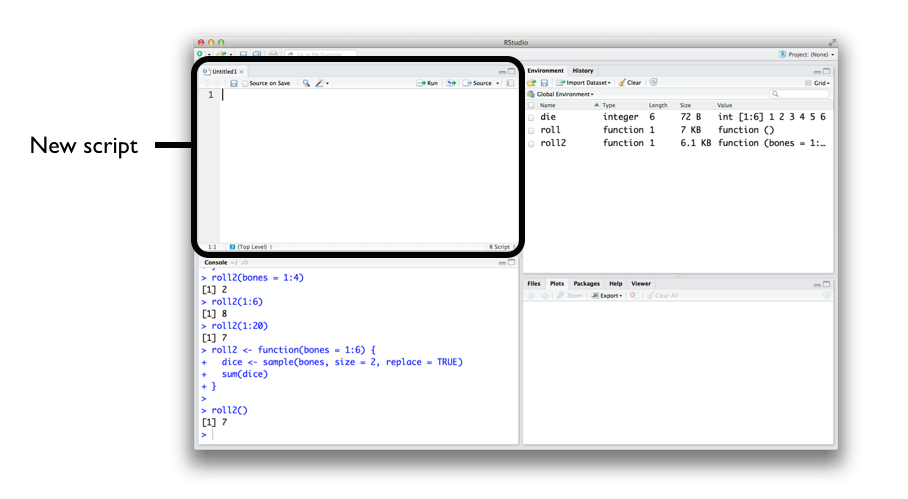 RStudio
Go to file/function
Project: (None)
Untitled1
Source on Save
Run
Source
1
New script
1:1
(Top Level)
R Script
Console ~/
> roll2(bones = 1:4)
[1] 2
> roll2(1:6)
[1] 8
> roll2(1:20)
[1] 7
> roll2 <- function(bones = 1:6) {
+   dice <- sample(bones, size = 2, replace = TRUE)
+   sum(dice)
+ }
>
> roll2()
[1] 7
>
Environment History
Import Dataset Clear Grid
Global Environment
Name Type Length Size Value
die integer 6 72 B int [1:6] 1 2 3 4 5 6
roll function 1 7 KB function ()
roll2 function 1 6.1 KB function (bones = 1:…
Files Plots Packages Help Viewer
Zoom Export Clear All